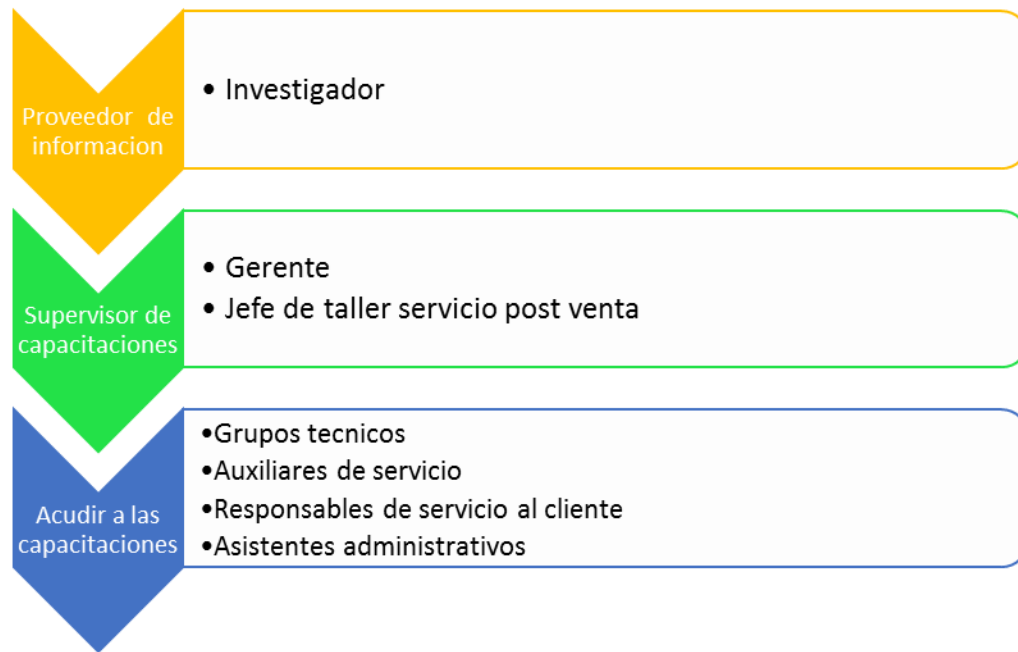 Proveedor de
informacion
• Investigador
Supervisor de
capacitaciones
• Gerente
• Jefe de taller servicio post venta
Acudir a las
capacitaciones
•Grupos tecnicos
•Auxiliares de servicio
•Responsables de servicio al cliente
•Asistentes administrativos